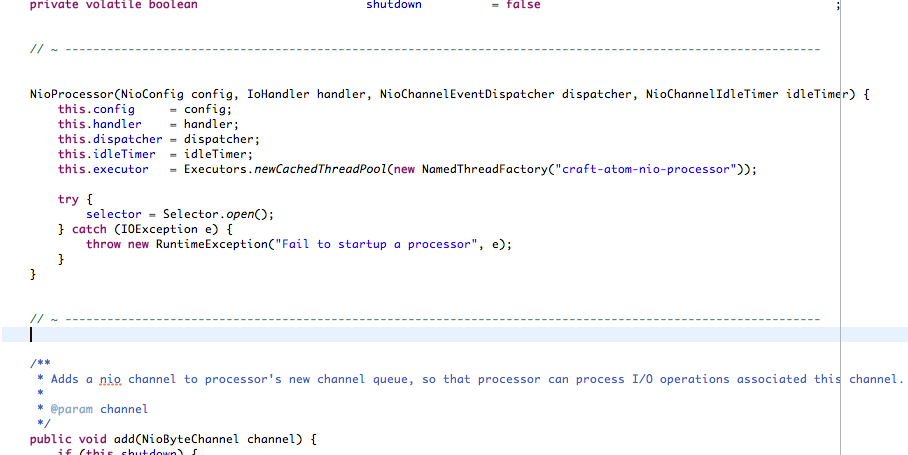 private volatile boolean                        shutdown          = false                                          ;
// ~ ------------------------------------------------------------------------------------------------------------
NioProcessor(NioConfig config, IoHandler handler, NioChannelEventDispatcher dispatcher, NioChannelIdleTimer idleTimer) {
    this.config     = config;
    this.handler    = handler;
    this.dispatcher = dispatcher;
    this.idleTimer  = idleTimer;
    this.executor   = Executors.newCachedThreadPool(new NamedThreadFactory("craft-atom-nio-processor"));
    try {
        selector = Selector.open();
    } catch (IOException e) {
        throw new RuntimeException("Fail to startup a processor", e);
    }
}
// ~ ------------------------------------------------------------------------------------------------------------
/**
 * Adds a nio channel to processor's new channel queue, so that processor can process I/O operations associated this channel.
 *
 * @param channel
 */
public void add(NioByteChannel channel) {
    if (this.shutdown) {